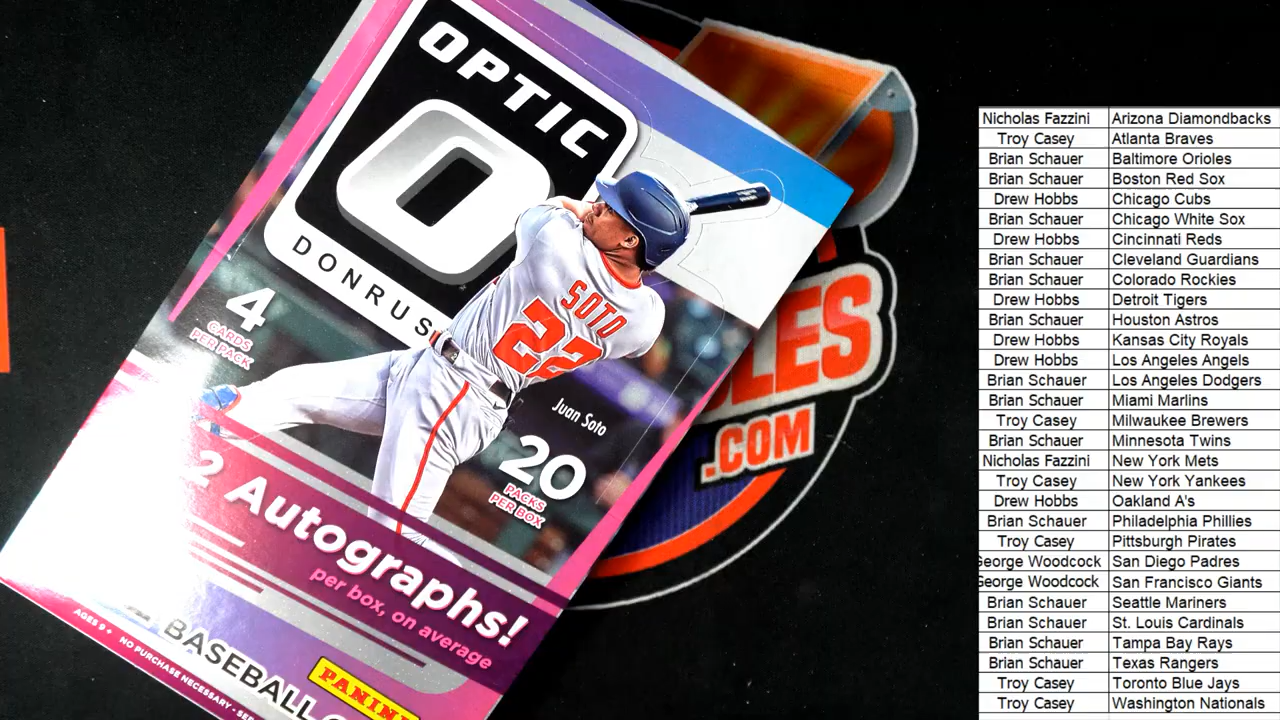 OPTIC
O
DONRUSS
4
CARDS
PER PACK
SOTO
22
Juan Soto
20
PACKS
PER BOX
2 Autographs!
per box, on average
BASEBALL
PANINI
AGES 9+ NO PURCHASE NECESSARY
LES
.COM
Nicholas Fazzini Arizona Diamondbacks
Troy Casey Atlanta Braves
Brian Schauer Baltimore Orioles
Brian Schauer Boston Red Sox
Drew Hobbs Chicago Cubs
Brian Schauer Chicago White Sox
Drew Hobbs Cincinnati Reds
Brian Schauer Cleveland Guardians
Brian Schauer Colorado Rockies
Drew Hobbs Detroit Tigers
Brian Schauer Houston Astros
Drew Hobbs Kansas City Royals
Drew Hobbs Los Angeles Angels
Brian Schauer Los Angeles Dodgers
Brian Schauer Miami Marlins
Troy Casey Milwaukee Brewers
Brian Schauer Minnesota Twins
Nicholas Fazzini New York Mets
Troy Casey New York Yankees
Drew Hobbs Oakland A's
Brian Schauer Philadelphia Phillies
Troy Casey Pittsburgh Pirates
George Woodcock San Diego Padres
George Woodcock San Francisco Giants
Brian Schauer Seattle Mariners
Brian Schauer St. Louis Cardinals
Brian Schauer Tampa Bay Rays
Brian Schauer Texas Rangers
Troy Casey Toronto Blue Jays
Troy Casey Washington Nationals